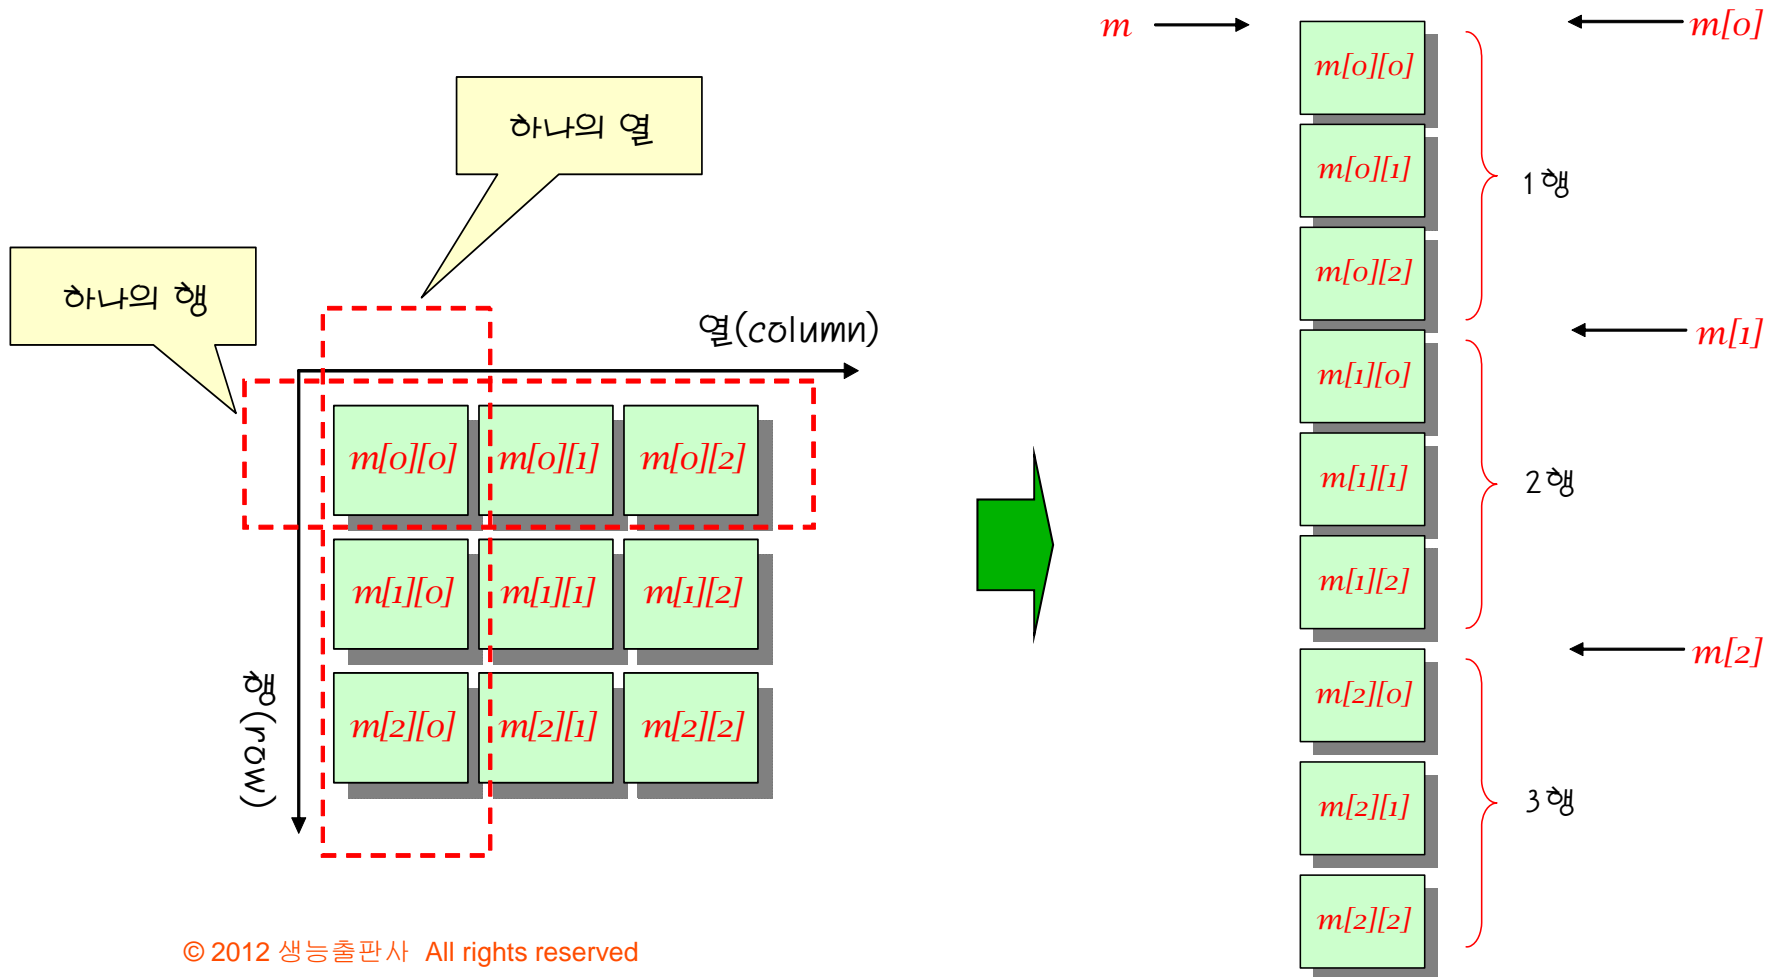 하나의 열
하나의 행
열(column)
행(row)
m[0][0] m[0][1] m[0][2]
m[1][0] m[1][1] m[1][2]
m[2][0] m[2][1] m[2][2]
m
m[0]
m[0][0]
m[0][1]
1행
m[0][2]
m[1]
m[1][0]
m[1][1]
2행
m[1][2]
m[2]
m[2][0]
m[2][1]
3행
m[2][2]
© 2012 생능출판사 All rights reserved